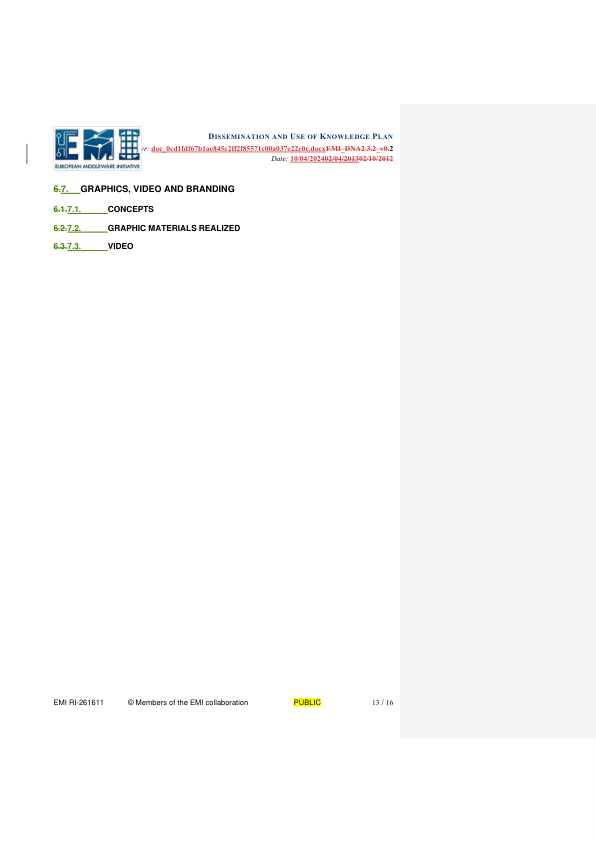 EMI
EUROPEAN MIDDLEWARE INITIATIVE
DISSEMINATION AND USE OF KNOWLEDGE PLAN
doc_0cd1fdf67b1ae845c2ff2f85571c00a037c22c0c.docxEMI_DNA2.3.2_v0.2
Date: 10/04/202402/04/201302/10/2012
6.7. GRAPHICS, VIDEO AND BRANDING
6.1.7.1. CONCEPTS
6.2.7.2. GRAPHIC MATERIALS REALIZED
6.3.7.3. VIDEO
EMI RI-261611 © Members of the EMI collaboration PUBLIC 13 / 16